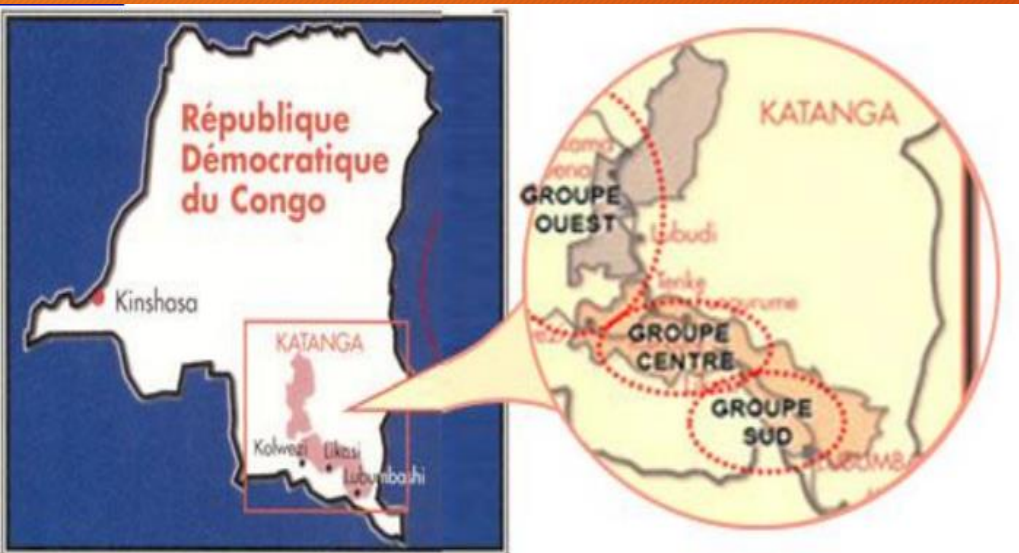 République
Démocratique
du Congo
Kinshasa
KATANGA
Kolwezi
Likasi
Lubumbashi
KATANGA
GROUPE
OUEST
Lubudi
Tenke
GROUPE
CENTRE
GROUPE
SUD